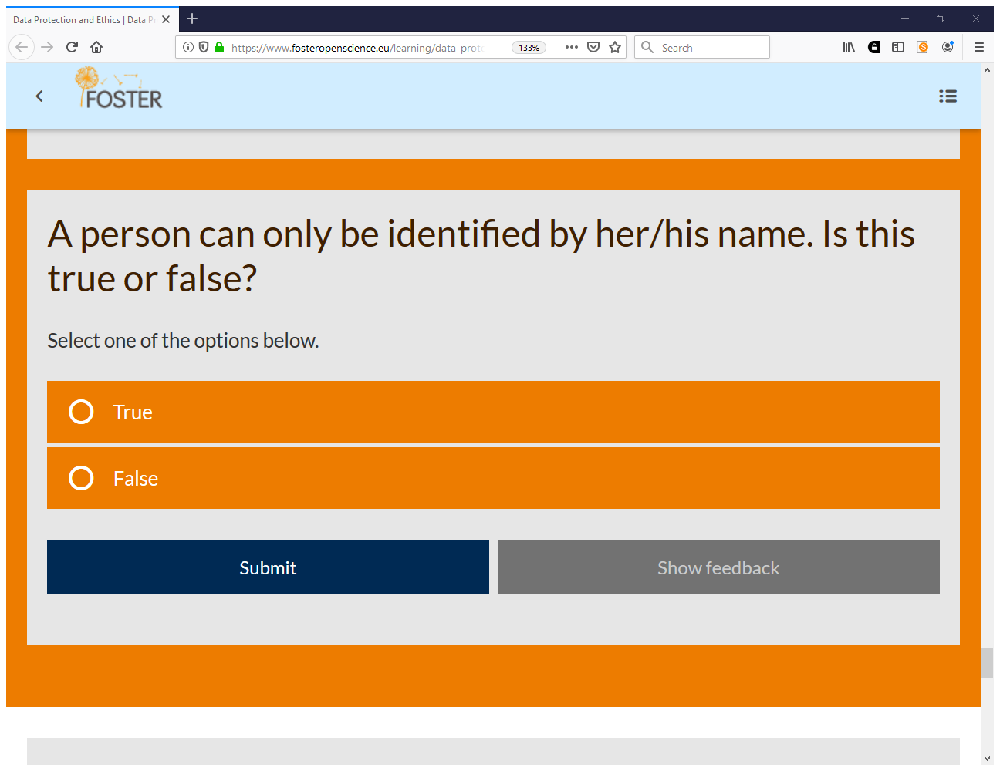 Data Protection and Ethics | Data Pr
https://www.fosteropenscience.eu/learning/data-prote
133%
Search
FOSTER
A person can only be identified by her/his name. Is this
true or false?
Select one of the options below.
True
False
Submit
Show feedback